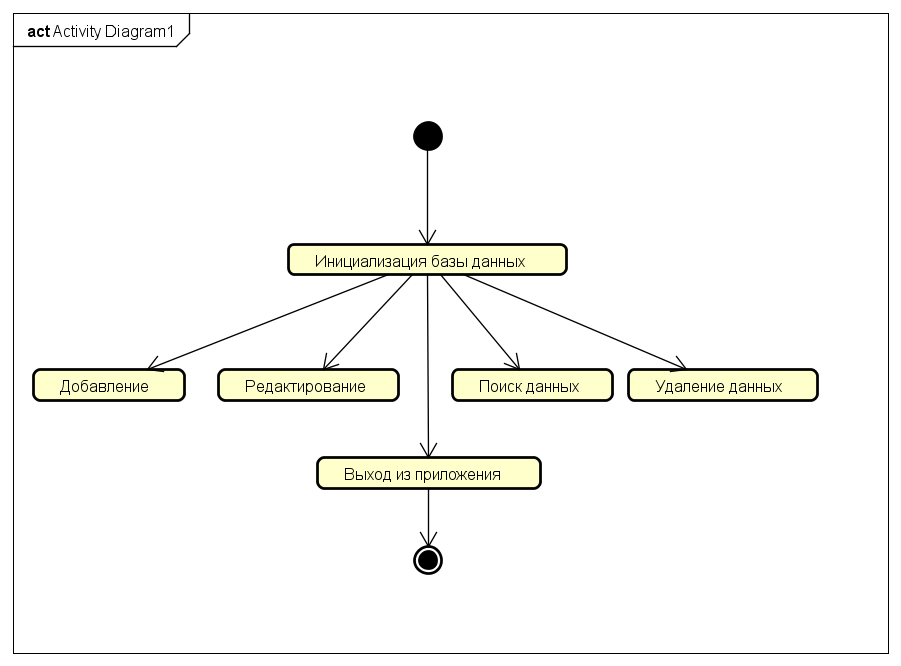 act Activity Diagram1
Инициализация базы данных
Добавление
Редактирование
Поиск данных
Удаление данных
Выход из приложения